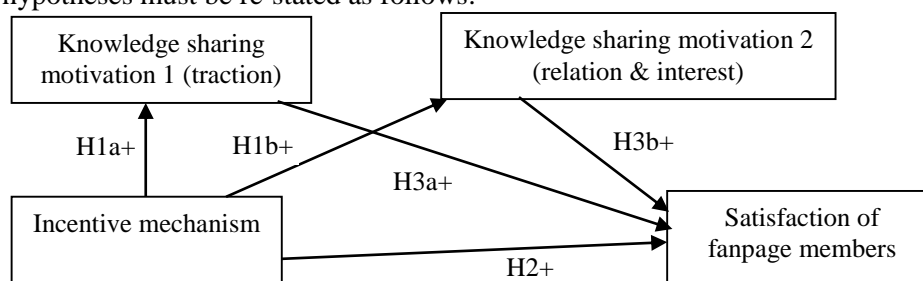 hypotheses must be re-stated as follows:
Knowledge sharing
motivation 1 (traction)
Knowledge sharing motivation 2
(relation & interest)
H1a+
H1b+
H3b+
H3a+
Incentive mechanism
Satisfaction of
fanpage members
H2+